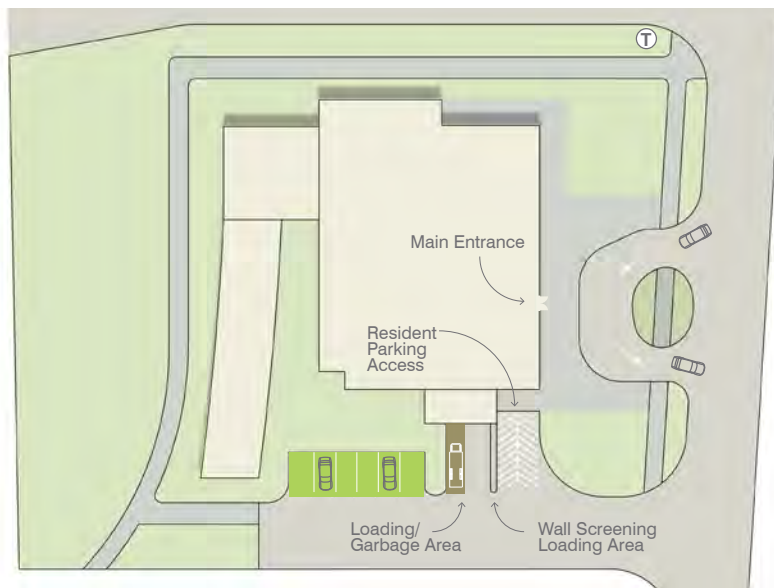 T
Main Entrance
Resident
Parking
Access
Loading/
Garbage Area
Wall Screening
Loading Area